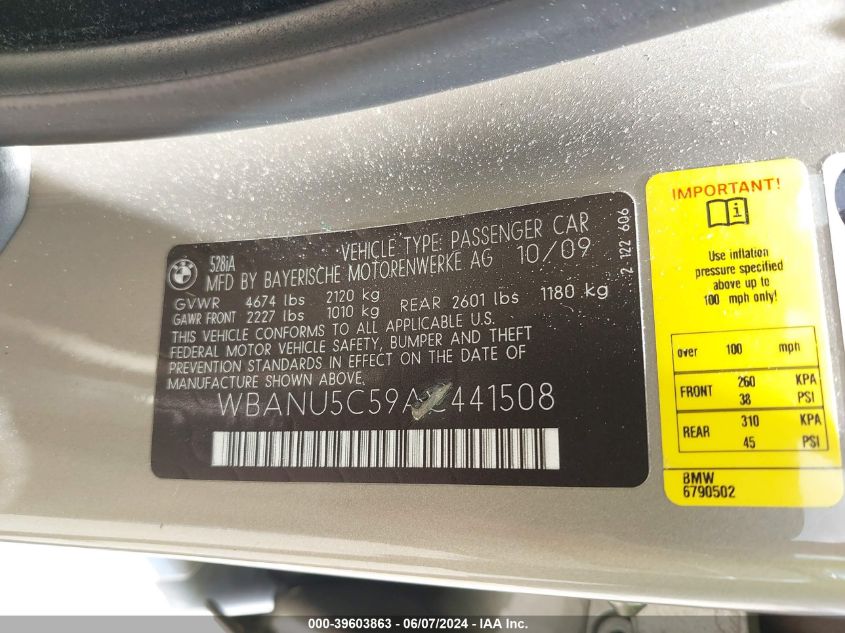 BMW
528iA
VEHICLE TYPE: PASSENGER CAR
MFD BY BAYERISCHE MOTORENWERKE AG 10/09
GVWR 4674 lbs 2120 kg
GAWR FRONT 2227 lbs 1010 kg REAR 2601 lbs 1180 kg
THIS VEHICLE CONFORMS TO ALL APPLICABLE U.S.
FEDERAL MOTOR VEHICLE SAFETY, BUMPER AND THEFT
PREVENTION STANDARDS IN EFFECT ON THE DATE OF
MANUFACTURE SHOWN ABOVE.
WBANU5C59AC441508
2 122 606
IMPORTANT!
i
Use inflation
pressure specified
above up to
100 mph only!
over 100 mph
FRONT 260 KPA
38 PSI
REAR 310 KPA
45 PSI
BMW
6790502
000-39603863 - 06/07/2024 - IAA Inc.